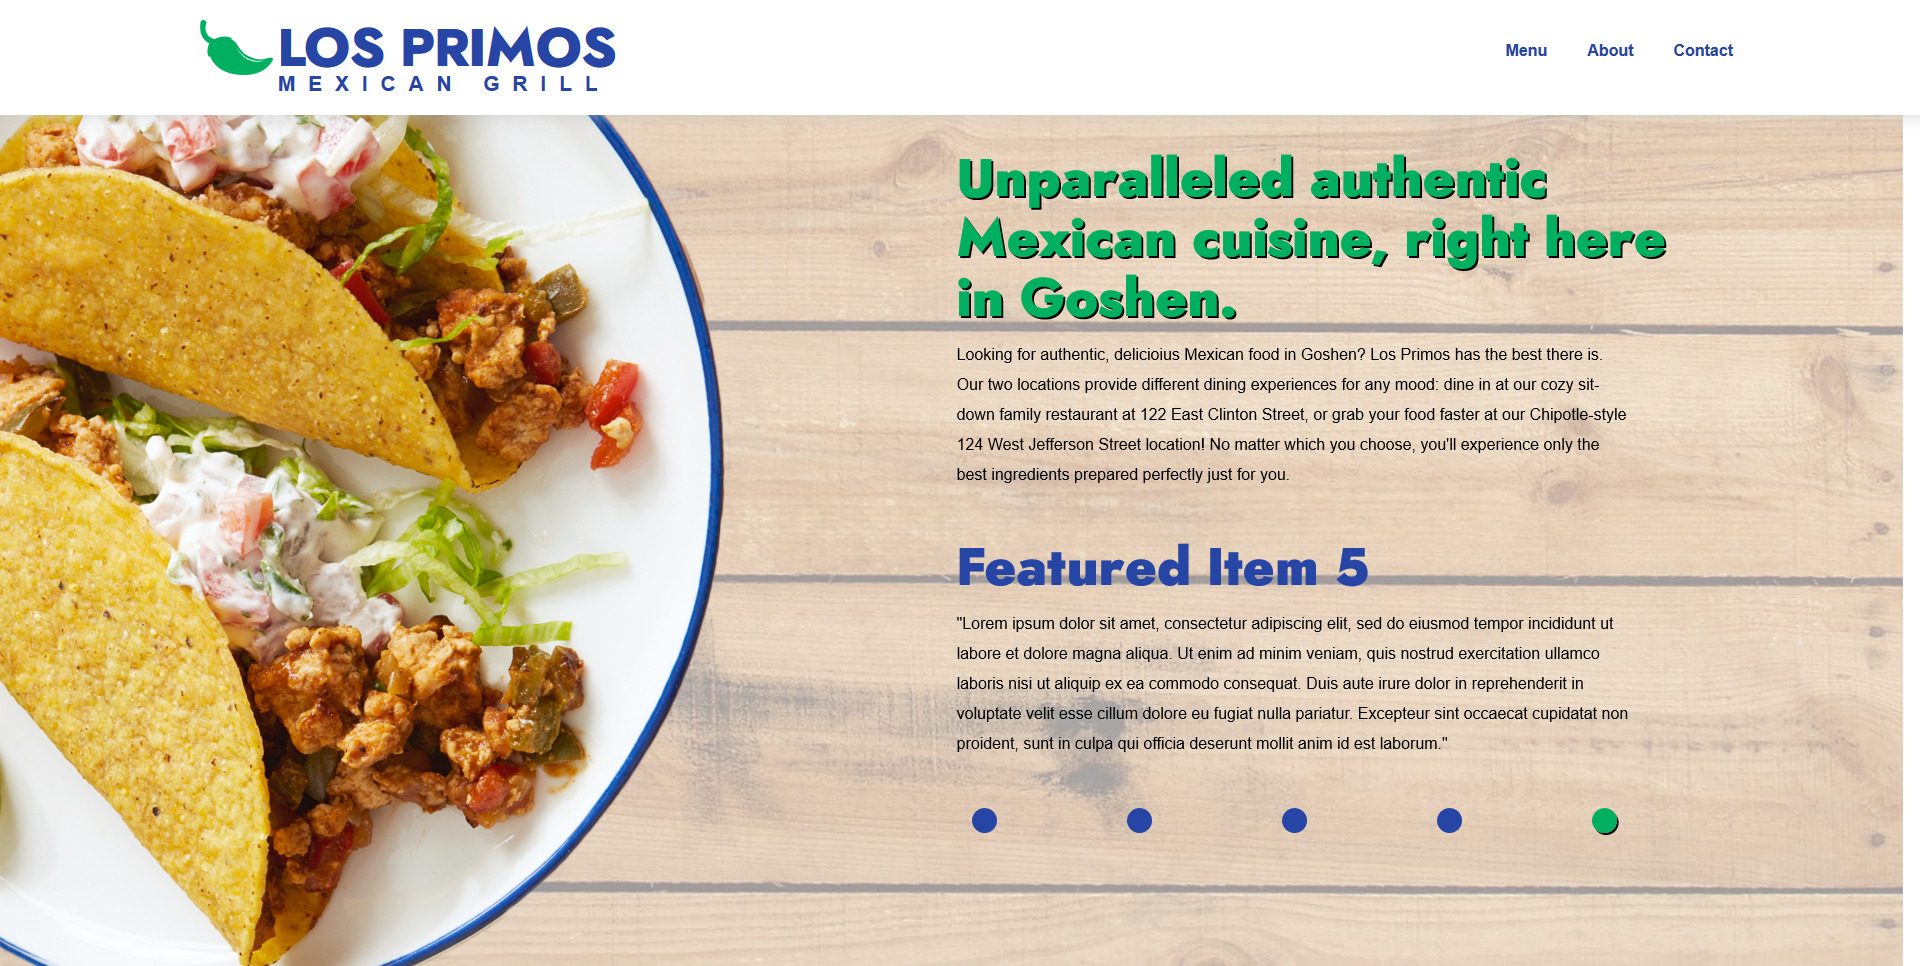 LOS PRIMOS
MEXICAN GRILL
Menu About Contact
Unparalleled authentic
Mexican cuisine, right here
in Goshen.
Looking for authentic, delicioius Mexican food in Goshen? Los Primos has the best there is.
Our two locations provide different dining experiences for any mood: dine in at our cozy sit-
down family restaurant at 122 East Clinton Street, or grab your food faster at our Chipotle-style
124 West Jefferson Street location! No matter which you choose, you'll experience only the
best ingredients prepared perfectly just for you.
Featured Item 5
"Lorem ipsum dolor sit amet, consectetur adipiscing elit, sed do eiusmod tempor incididunt ut
labore et dolore magna aliqua. Ut enim ad minim veniam, quis nostrud exercitation ullamco
laboris nisi ut aliquip ex ea commodo consequat. Duis aute irure dolor in reprehenderit in
voluptate velit esse cillum dolore eu fugiat nulla pariatur. Excepteur sint occaecat cupidatat non
proident, sunt in culpa qui officia deserunt mollit anim id est laborum."